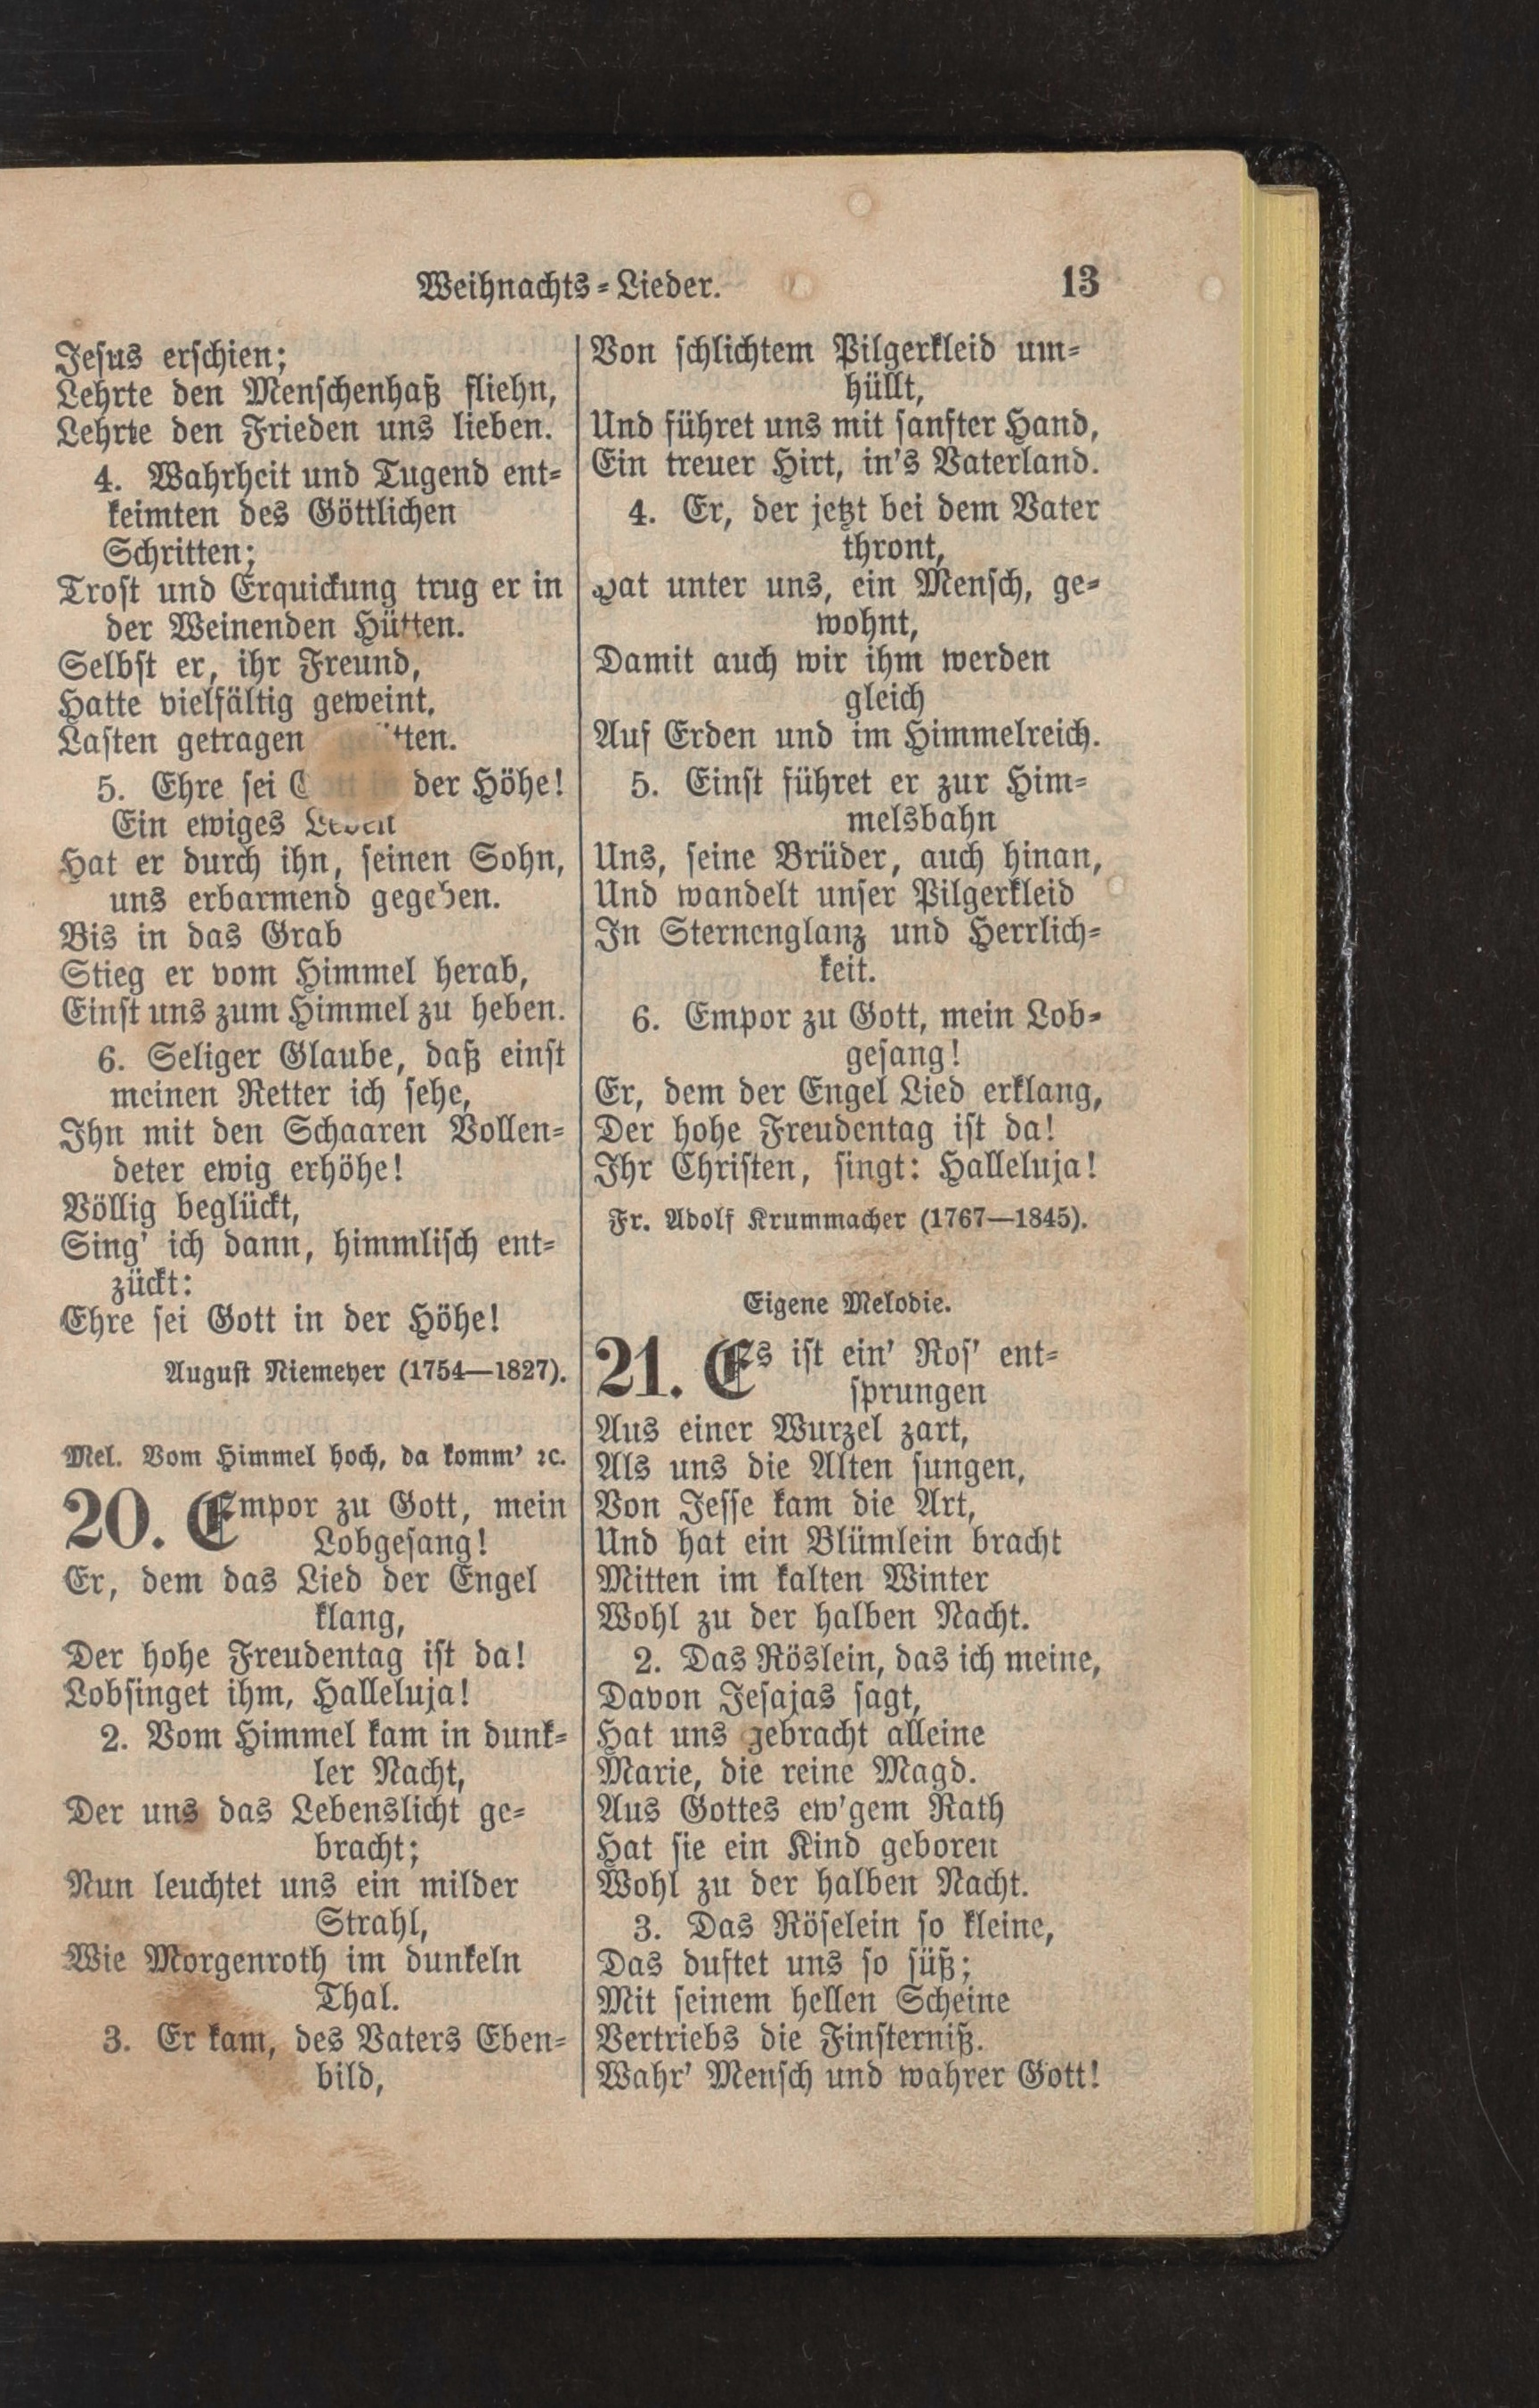 Weihnachts-Lieder. 13
Jesus erschien;
Lehrte den Menschenhaß fliehn,
Lehrte den Frieden uns lieben.
4. Wahrheit und Tugend ent-
keimten des Göttlichen
Schritten;
Trost und Erquickung trug er in
der Weinenden Hütten.
Selbst er, ihr Freund,
Hatte vielfältig geweint,
Lasten getragen
5. Ehre sei Gott in der Höhe!
Ein ewiges Leben
Hat er durch ihn, seinen Sohn,
uns erbarmend gegeben.
Bis in das Grab
Stieg er vom Himmel herab,
Einst uns zum Himmel zu heben.
6. Seliger Glaube, daß einst
meinen Retter ich sehe,
Ihn mit den Schaaren Vollen-
deter ewig erhöhe!
Völlig beglückt,
Sing' ich dann, himmlisch ent-
zückt:
Ehre sei Gott in der Höhe!
August Niemeyer (1754—1827).
Mel. Vom Himmel hoch, da komm' ꝛc.
20. Empor zu Gott, mein
Lobgesang!
Er, dem das Lied der Engel
klang,
Der hohe Freudentag ist da!
Lobsinget ihm, Halleluja!
2. Vom Himmel kam in dunk-
ler Nacht,
Der uns das Lebenslicht ge-
bracht;
Nun leuchtet uns ein milder
Strahl,
Wie Morgenroth im dunkeln
Thal.
3. Er kam, des Vaters Eben-
bild,
Von schlichtem Pilgerkleid um-
hüllt,
Und führet uns mit sanfter Hand,
Ein treuer Hirt, in's Vaterland.
4. Er, der jetzt bei dem Vater
thront,
Hat unter uns, ein Mensch, ge-
wohnt,
Damit auch wir ihm werden
gleich
Auf Erden und im Himmelreich.
5. Einst führet er zur Him-
melsbahn
Uns, seine Brüder, auch hinan,
Und wandelt unser Pilgerkleid
In Sternenglanz und Herrlich-
keit.
6. Empor zu Gott, mein Lob-
gesang!
Er, dem der Engel Lied erklang,
Der hohe Freudentag ist da!
Ihr Christen, singt: Halleluja!
Fr. Adolf Krummacher (1767—1845).
Eigene Melodie.
21. Es ist ein' Ros' ent-
sprungen
Aus einer Wurzel zart,
Als uns die Alten sungen,
Von Jesse kam die Art,
Und hat ein Blümlein bracht
Mitten im kalten Winter
Wohl zu der halben Nacht.
2. Das Röslein, das ich meine,
Davon Jesajas sagt,
Hat uns gebracht alleine
Marie, die reine Magd.
Aus Gottes ew'gem Rath
Hat sie ein Kind geboren
Wohl zu der halben Nacht.
3. Das Röselein so kleine,
Das duftet uns so süß;
Mit seinem hellen Scheine
Vertriebs die Finsterniß.
Wahr' Mensch und wahrer Gott!